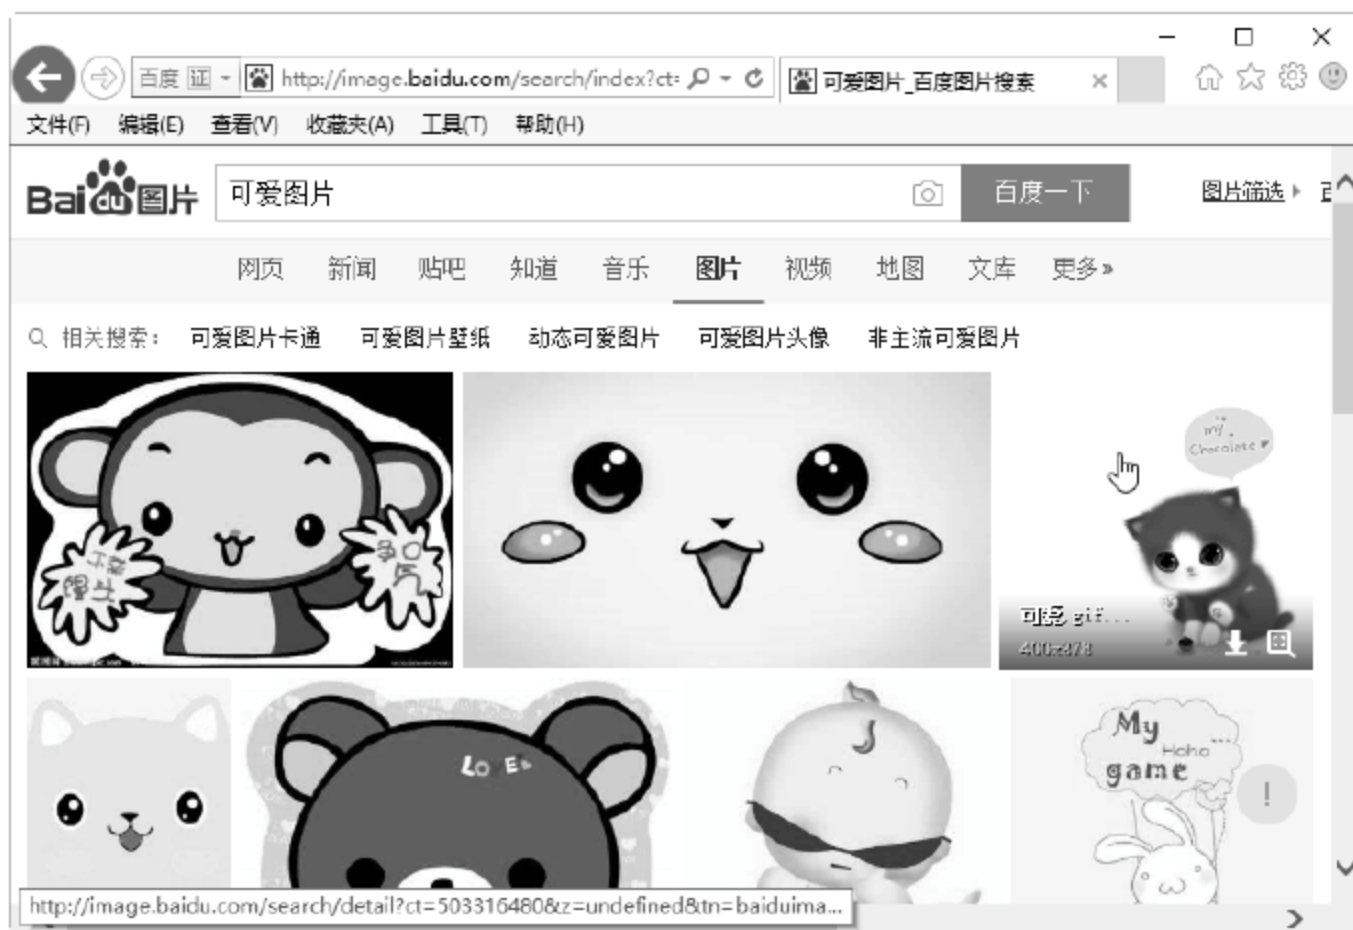 百度 证 http://image.baidu.com/search/index?ct= 可爱图片_百度图片搜索
文件(F) 编辑(E) 查看(V) 收藏夹(A) 工具(T) 帮助(H)
Bai du 图片 可爱图片 百度一下 图片筛选
网页 新闻 贴吧 知道 音乐 图片 视频 地图 文库 更多»
相关搜索: 可爱图片卡通 可爱图片壁纸 动态可爱图片 可爱图片头像 非主流可爱图片
my
Chocolate
可爱.gif...
LOVE
My
Hoho
game
!
http://image.baidu.com/search/detail?ct=503316480&z=undefined&tn=baiduima...